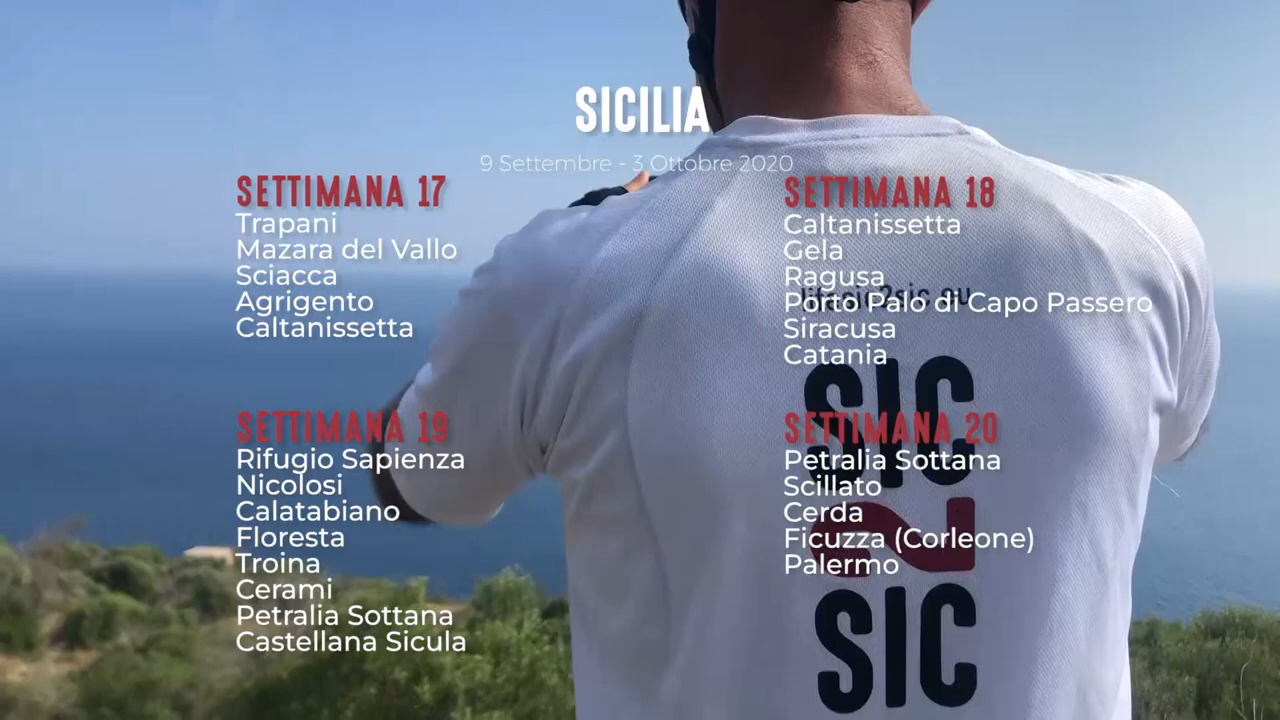 SICILIA
9 Settembre - 3 Ottobre 2020
SETTIMANA 17
Trapani
Mazara del Vallo
Sciacca
Agrigento
Caltanissetta
SETTIMANA 18
Caltanissetta
Gela
Ragusa
Porto Palo di Capo Passero
Siracusa
Catania
SETTIMANA 19
Rifugio Sapienza
Nicolosi
Calatabiano
Floresta
Troina
Cerami
Petralia Sottana
Castellana Sicula
SETTIMANA 20
Petralia Sottana
Scillato
Cerda
Ficuzza (Corleone)
Palermo
SIC
2
SIC